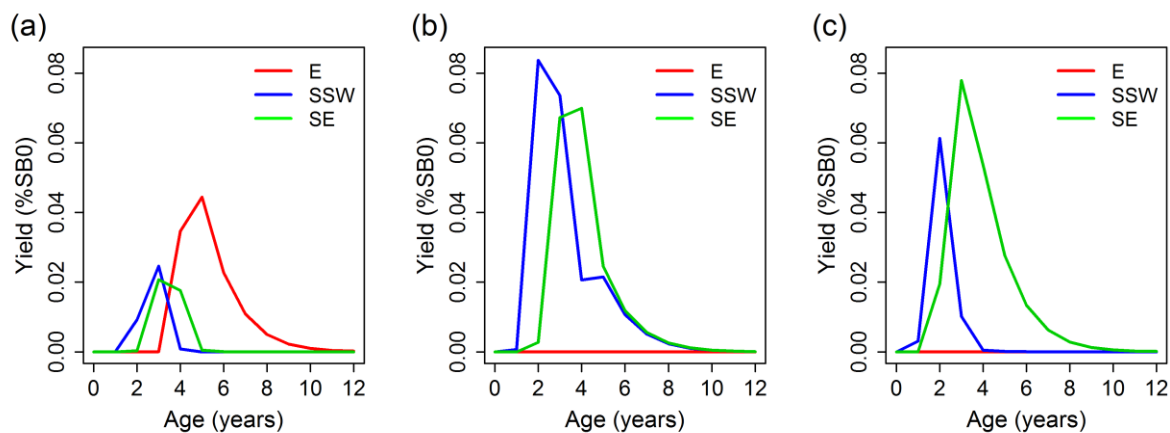 (a)
Yield (%SB0)
0.00 0.02 0.04 0.06 0.08
E
SSW
SE
0 2 4 6 8 10 12
Age (years)
(b)
Yield (%SB0)
0.00 0.02 0.04 0.06 0.08
E
SSW
SE
0 2 4 6 8 10 12
Age (years)
(c)
Yield (%SB0)
0.00 0.02 0.04 0.06 0.08
E
SSW
SE
0 2 4 6 8 10 12
Age (years)